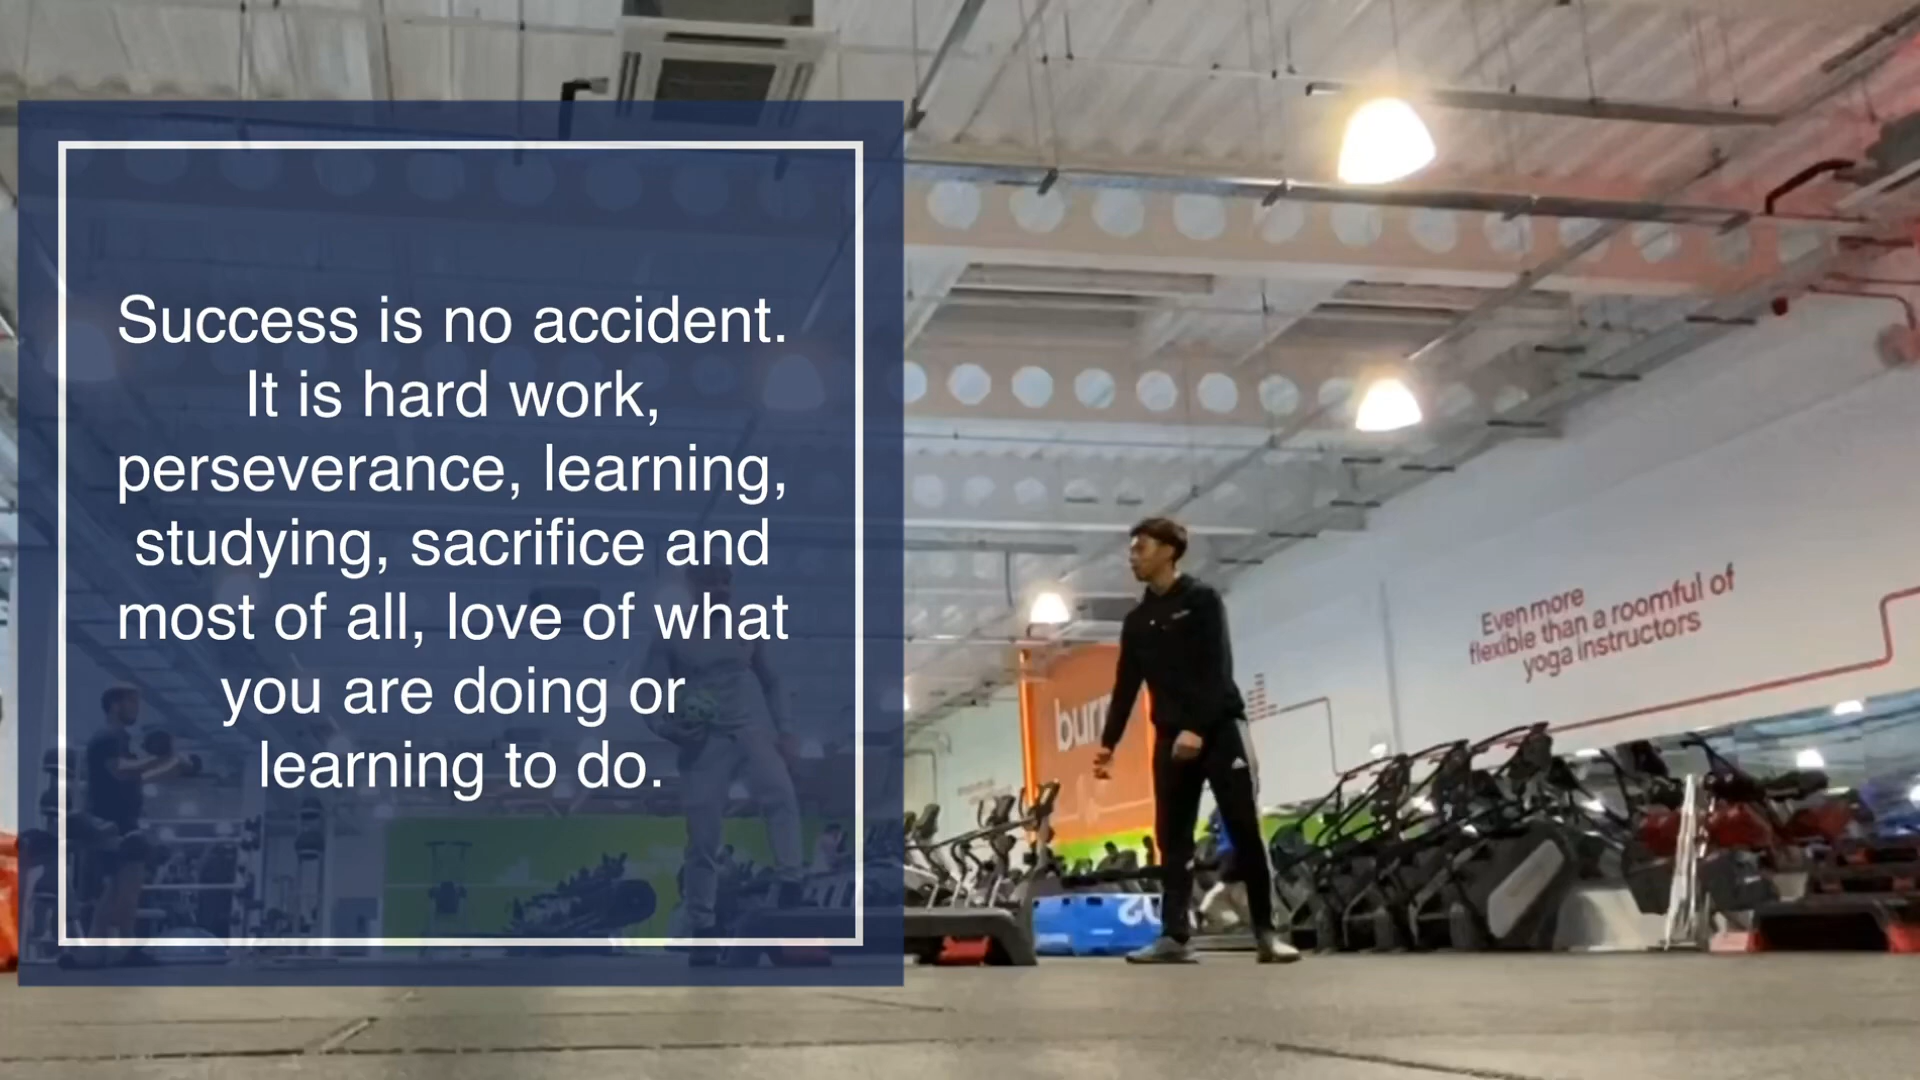 Success is no accident.
It is hard work,
perseverance, learning,
studying, sacrifice and
most of all, love of what
you are doing or
learning to do.
Even more
flexible than a roomful of
yoga instructors